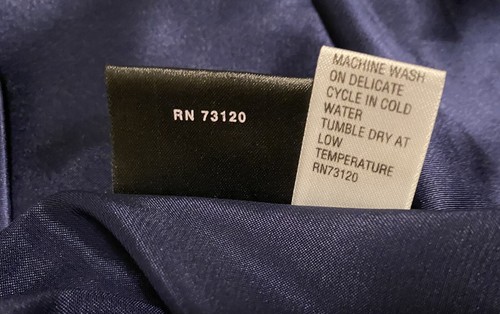 RN 73120
MACHINE WASH
ON DELICATE
CYCLE IN COLD
WATER
TUMBLE DRY AT
LOW
TEMPERATURE
RN73120